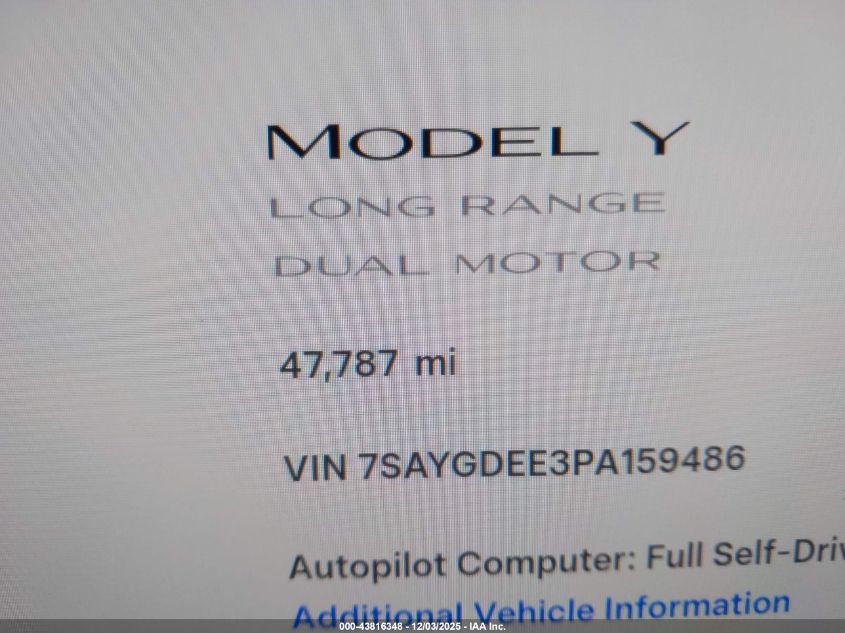 MODEL Y
LONG RANGE
DUAL MOTOR
47,787 mi
VIN 7SAYGDEE3PA159486
Autopilot Computer: Full Self-Driv
Additional Vehicle Information
000-43816348 - 12/03/2025 - IAA Inc.